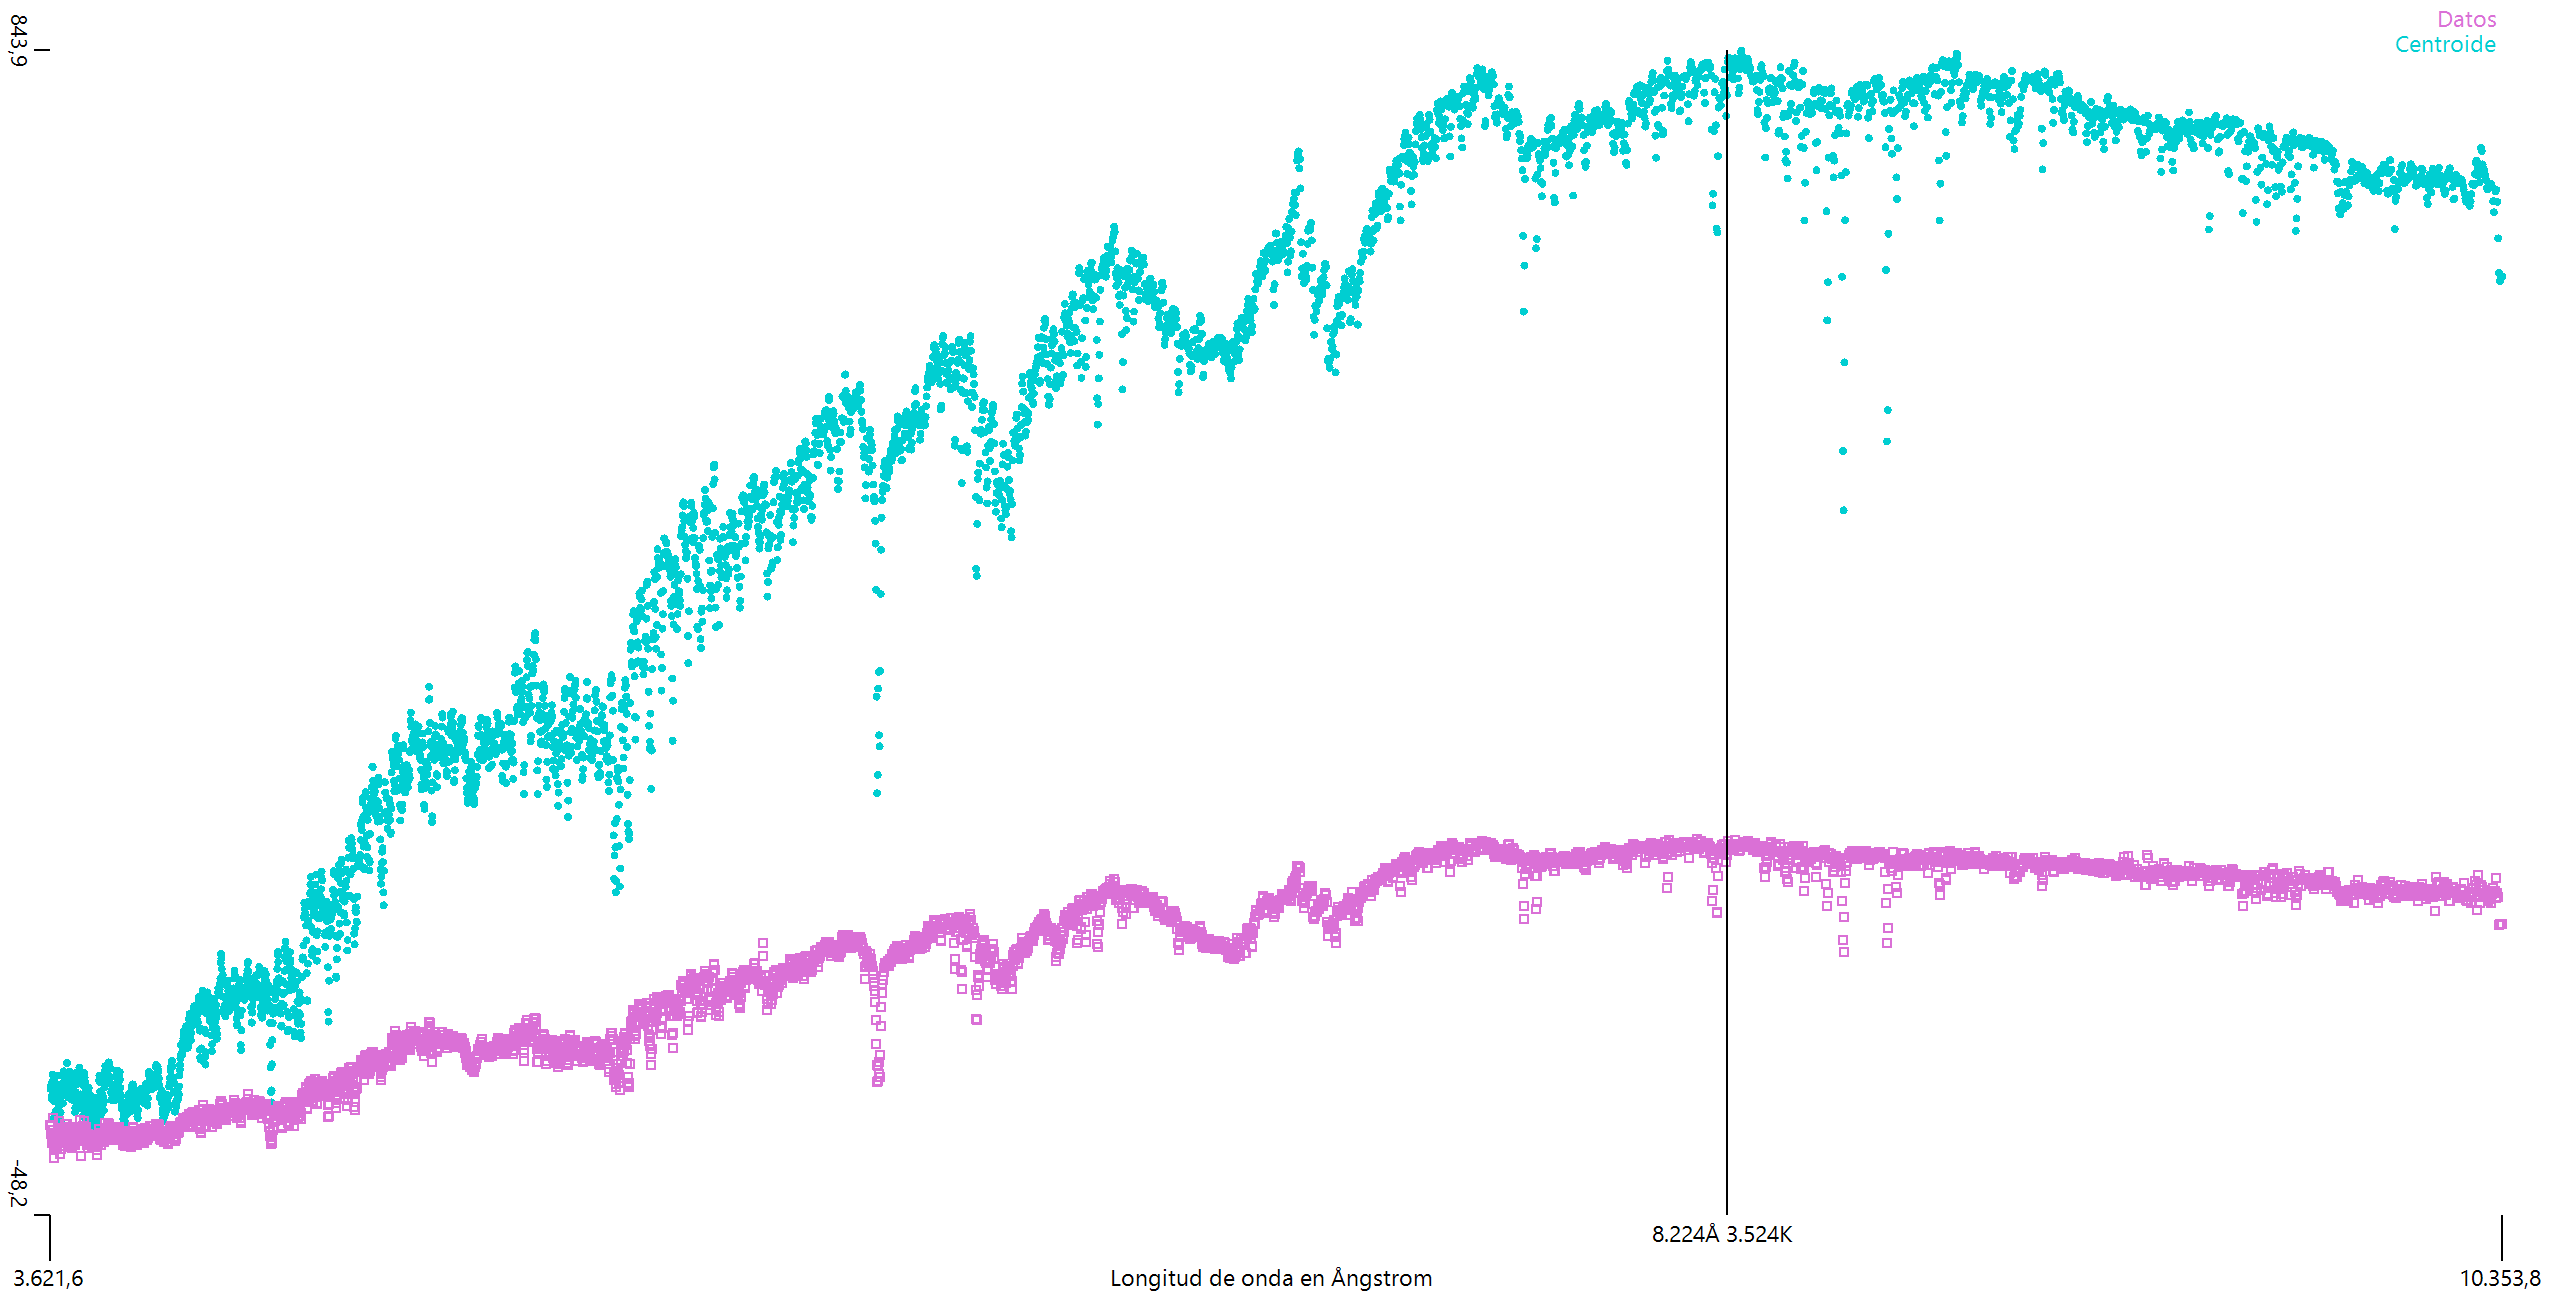 Datos
Centroide
843,9
-48,2
8.224Å 3.524K
3.621,6
Longitud de onda en Ångstrom
10.353,8